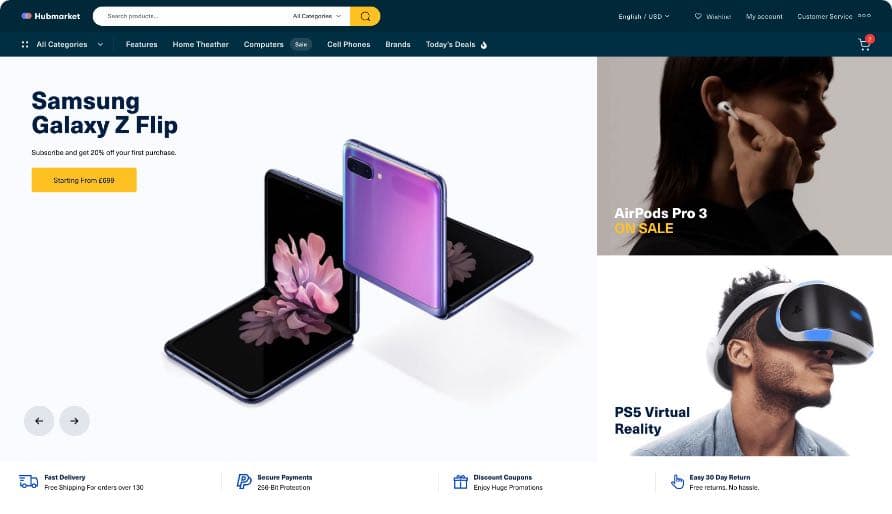 Hubmarket
Search products...
All Categories
English / USD
Wishlist
My account
Customer Service
All Categories
Features
Home Theather
Computers
Sale
Cell Phones
Brands
Today's Deals
2
Samsung
Galaxy Z Flip
Subscribe and get 20% off your first purchase.
Starting From £699
AirPods Pro 3
ON SALE
PS5 Virtual
Reality
Fast Delivery
Free Shipping For orders over 130
Secure Payments
256-Bit Protection
Discount Coupons
Enjoy Huge Promotions
Easy 30 Day Return
Free returns. No hassle.